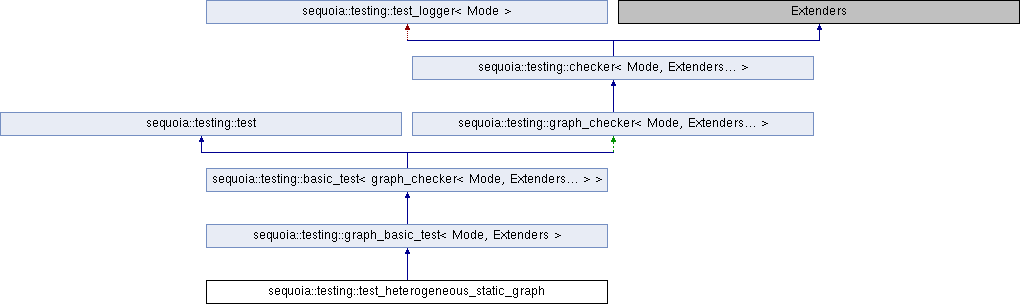 sequoia::testing::test_logger< Mode >
Extenders
sequoia::testing::checker< Mode, Extenders... >
sequoia::testing::test
sequoia::testing::graph_checker< Mode, Extenders... >
sequoia::testing::basic_test< graph_checker< Mode, Extenders... > >
sequoia::testing::graph_basic_test< Mode, Extenders >
sequoia::testing::test_heterogeneous_static_graph